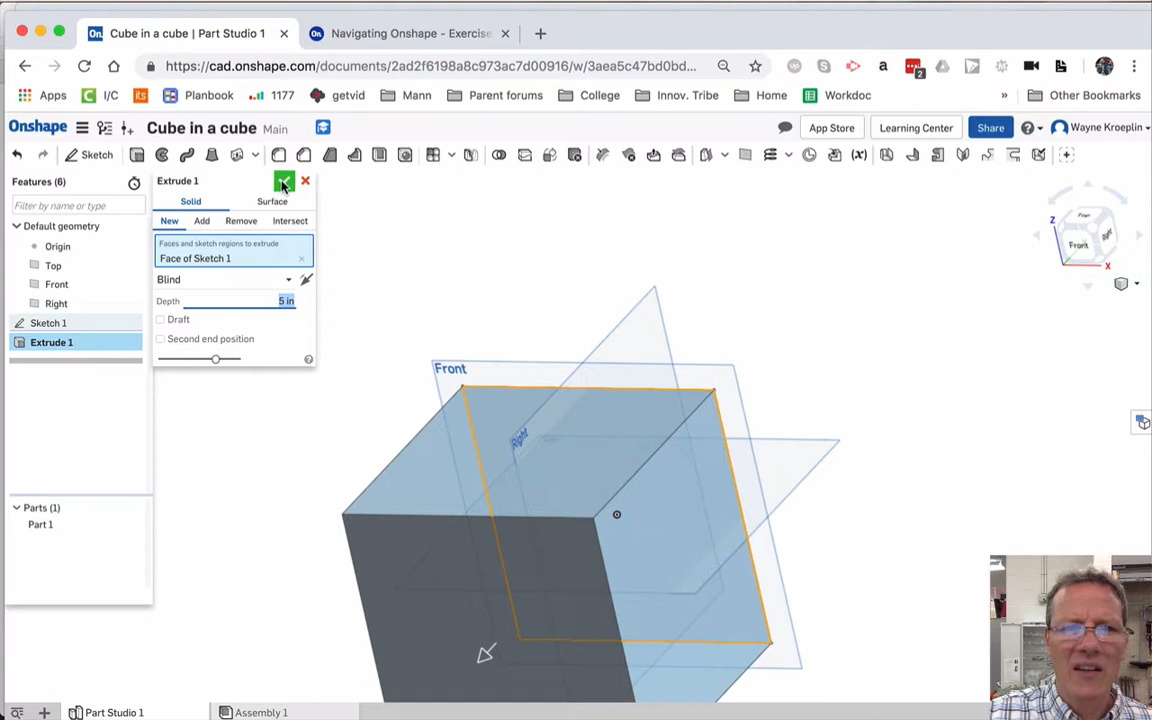 Cube in a cube | Part Studio 1
Navigating Onshape - Exercise
https://cad.onshape.com/documents/2ad2f6198a8c973ac7d00916/w/3aea5c47bd0bd...
2
Apps
I/C
its
Planbook
1177
getvid
Mann
Parent forums
College
Innov. Tribe
Home
Workdoc
»
Other Bookmarks
Onshape
Cube in a cube Main
App Store
Learning Center
Share
Wayne Kroeplin
Sketch
(x)
Features (6)
Filter by name or type
Default geometry
Origin
Top
Front
Right
Sketch 1
Extrude 1
Parts (1)
Part 1
Extrude 1
Solid
Surface
New
Add
Remove
Intersect
Faces and sketch regions to extrude
Face of Sketch 1
Blind
Depth 5 in
Draft
Second end position
Front
Right
Z
Front
Right
X
Part Studio 1
Assembly 1